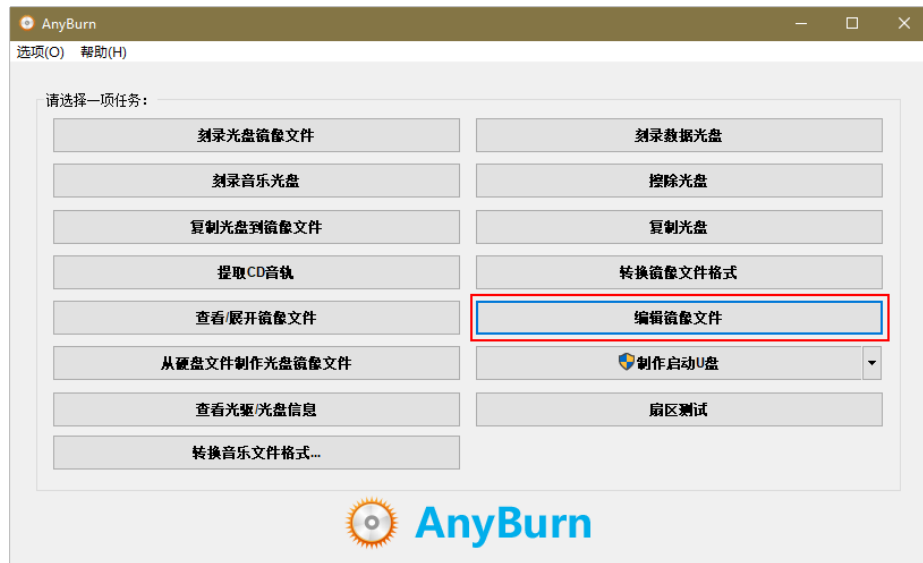 AnyBurn
选项(O) 帮助(H)
请选择一项任务：
刻录光盘镜像文件 刻录数据光盘
刻录音乐光盘 擦除光盘
复制光盘到镜像文件 复制光盘
提取CD音轨 转换镜像文件格式
查看/展开镜像文件 编辑镜像文件
从硬盘文件制作光盘镜像文件 制作启动U盘
查看光驱/光盘信息 扇区测试
转换音乐文件格式...
AnyBurn